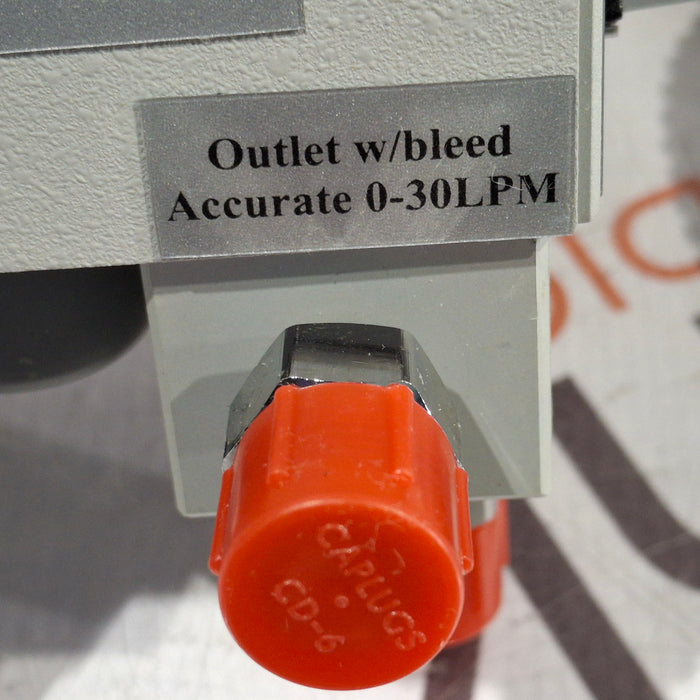 Outlet w/bleed
Accurate 0-30LPM
CAPLUGS
CD-6